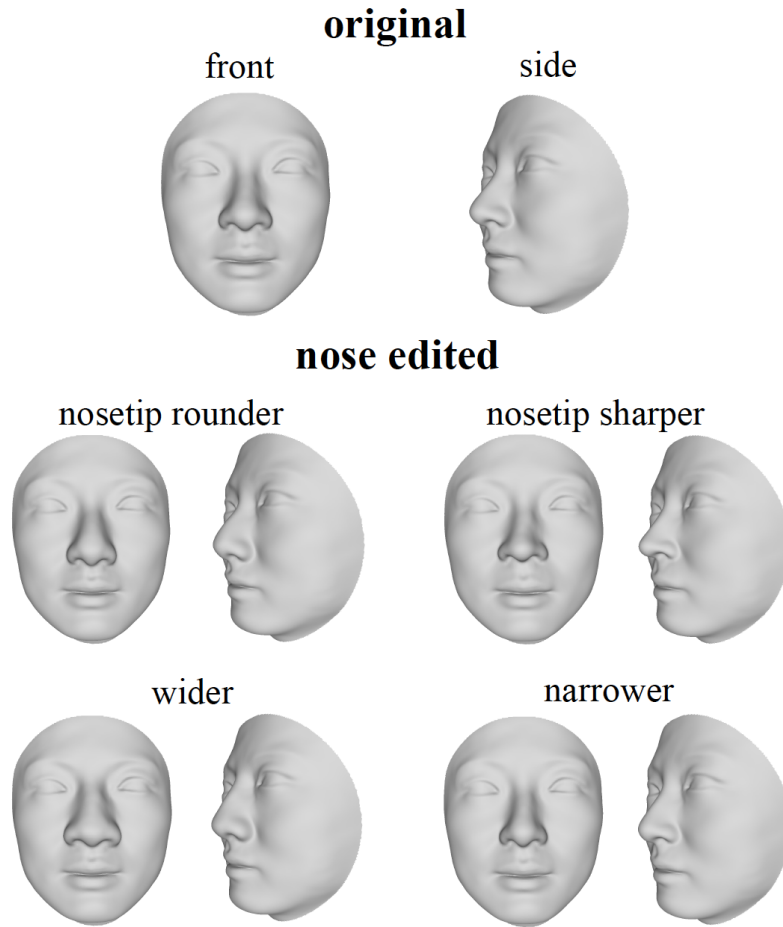 original
front side
nose edited
nosetip rounder nosetip sharper
wider narrower